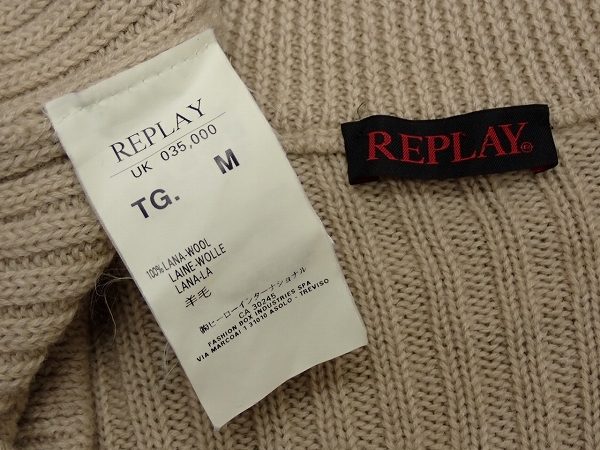 REPLAY
UK 035,000
TG. M
100% LANA-WOOL
LAINE-WOLLE
LANA-LA
羊毛
㈱ヒーローインターナショナル
CA 30245
FASHION BOX INDUSTRIES SPA
VIA MARCOAI 1 31010 ASOLO - TREVISO
REPLAY®